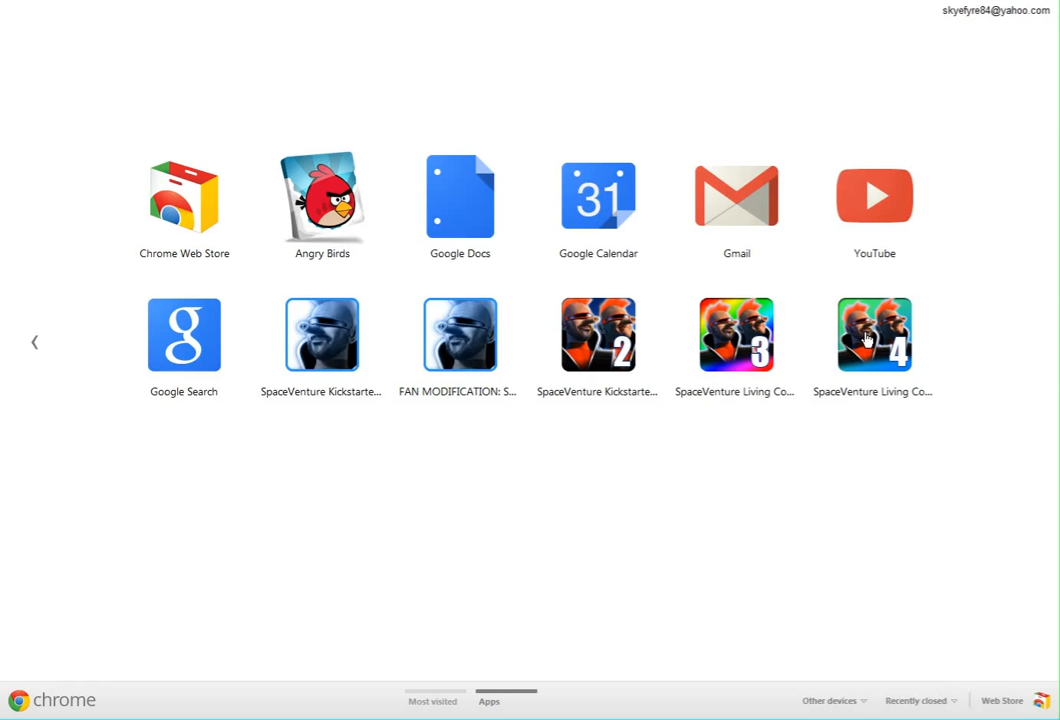 skyefyre84@yahoo.com
31
Chrome Web Store
Angry Birds
Google Docs
Google Calendar
Gmail
YouTube
g
2
3
4
Google Search
SpaceVenture Kickstarte...
FAN MODIFICATION: S...
SpaceVenture Kickstarte...
SpaceVenture Living Co...
SpaceVenture Living Co...
chrome
Most visited
Apps
Other devices
Recently closed
Web Store